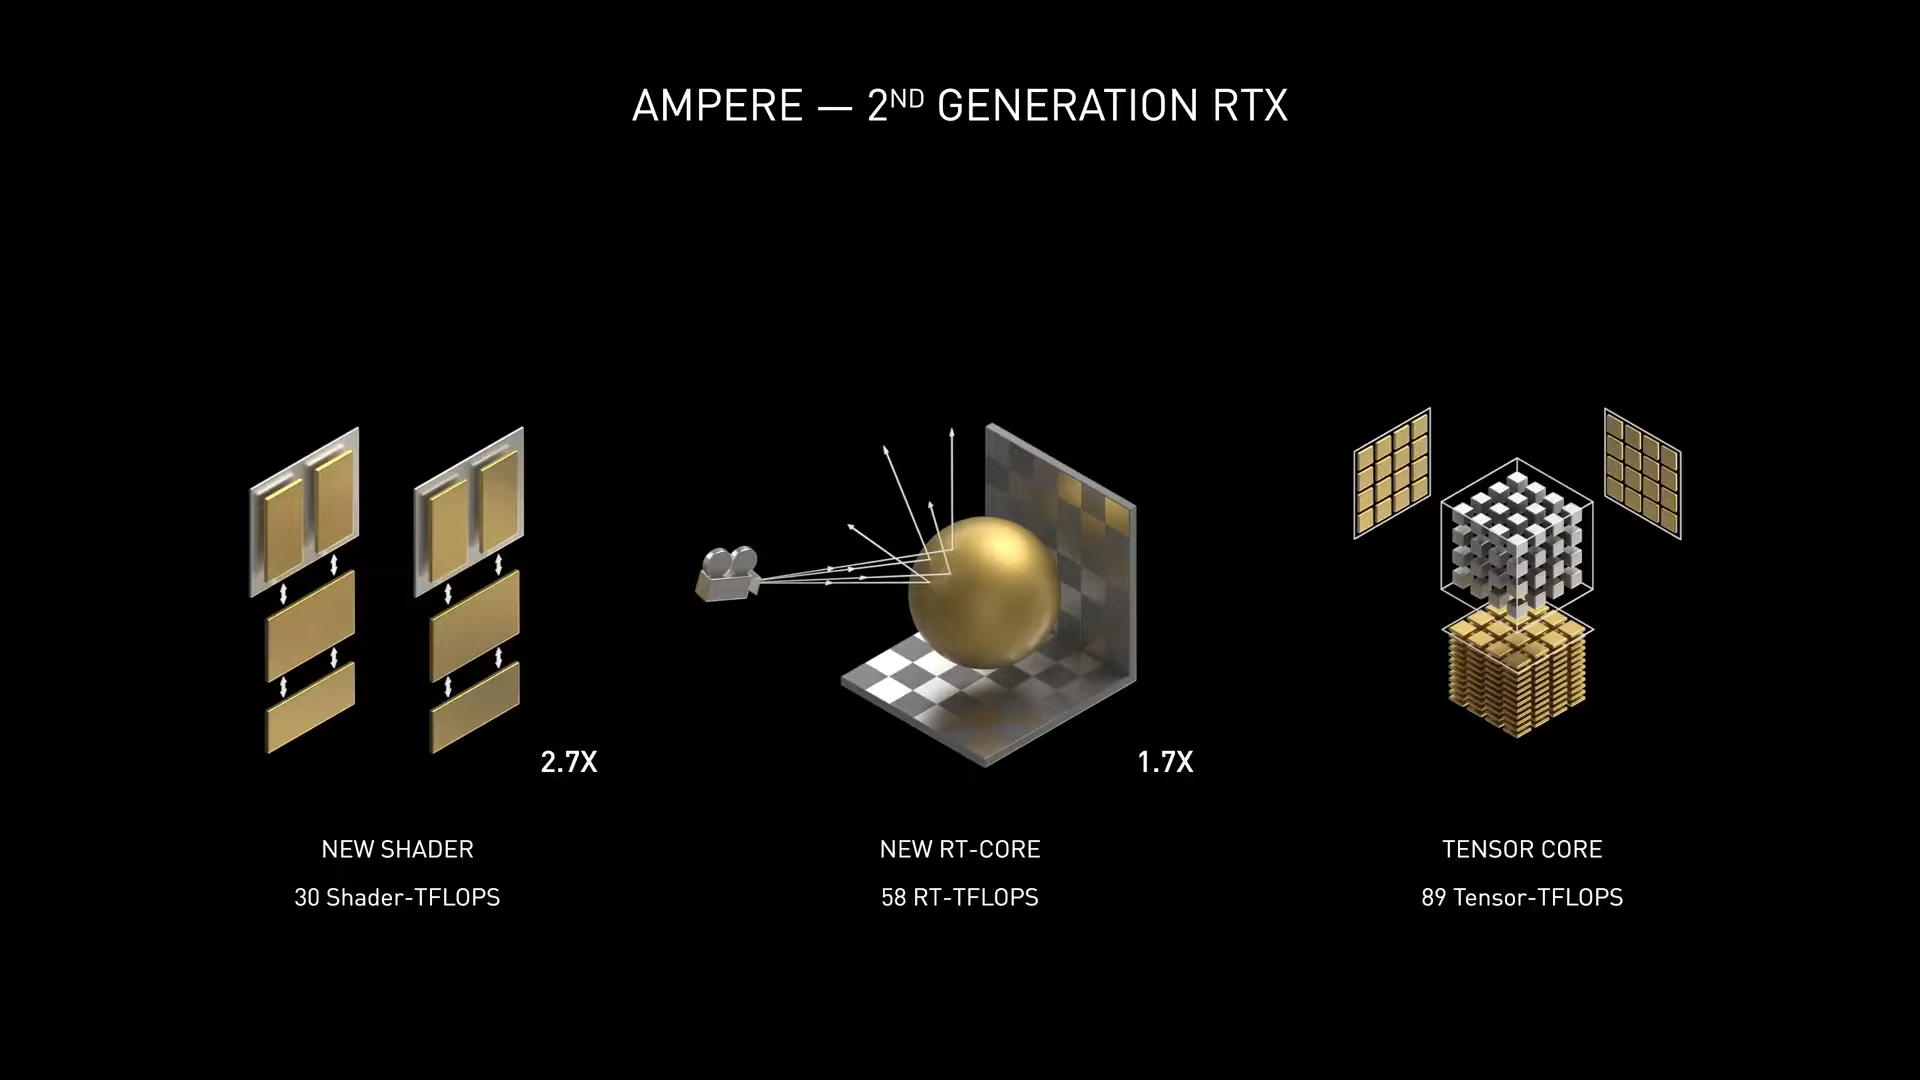 AMPERE — 2ND GENERATION RTX
2.7X
1.7X
NEW SHADER
NEW RT-CORE
TENSOR CORE
30 Shader-TFLOPS
58 RT-TFLOPS
89 Tensor-TFLOPS